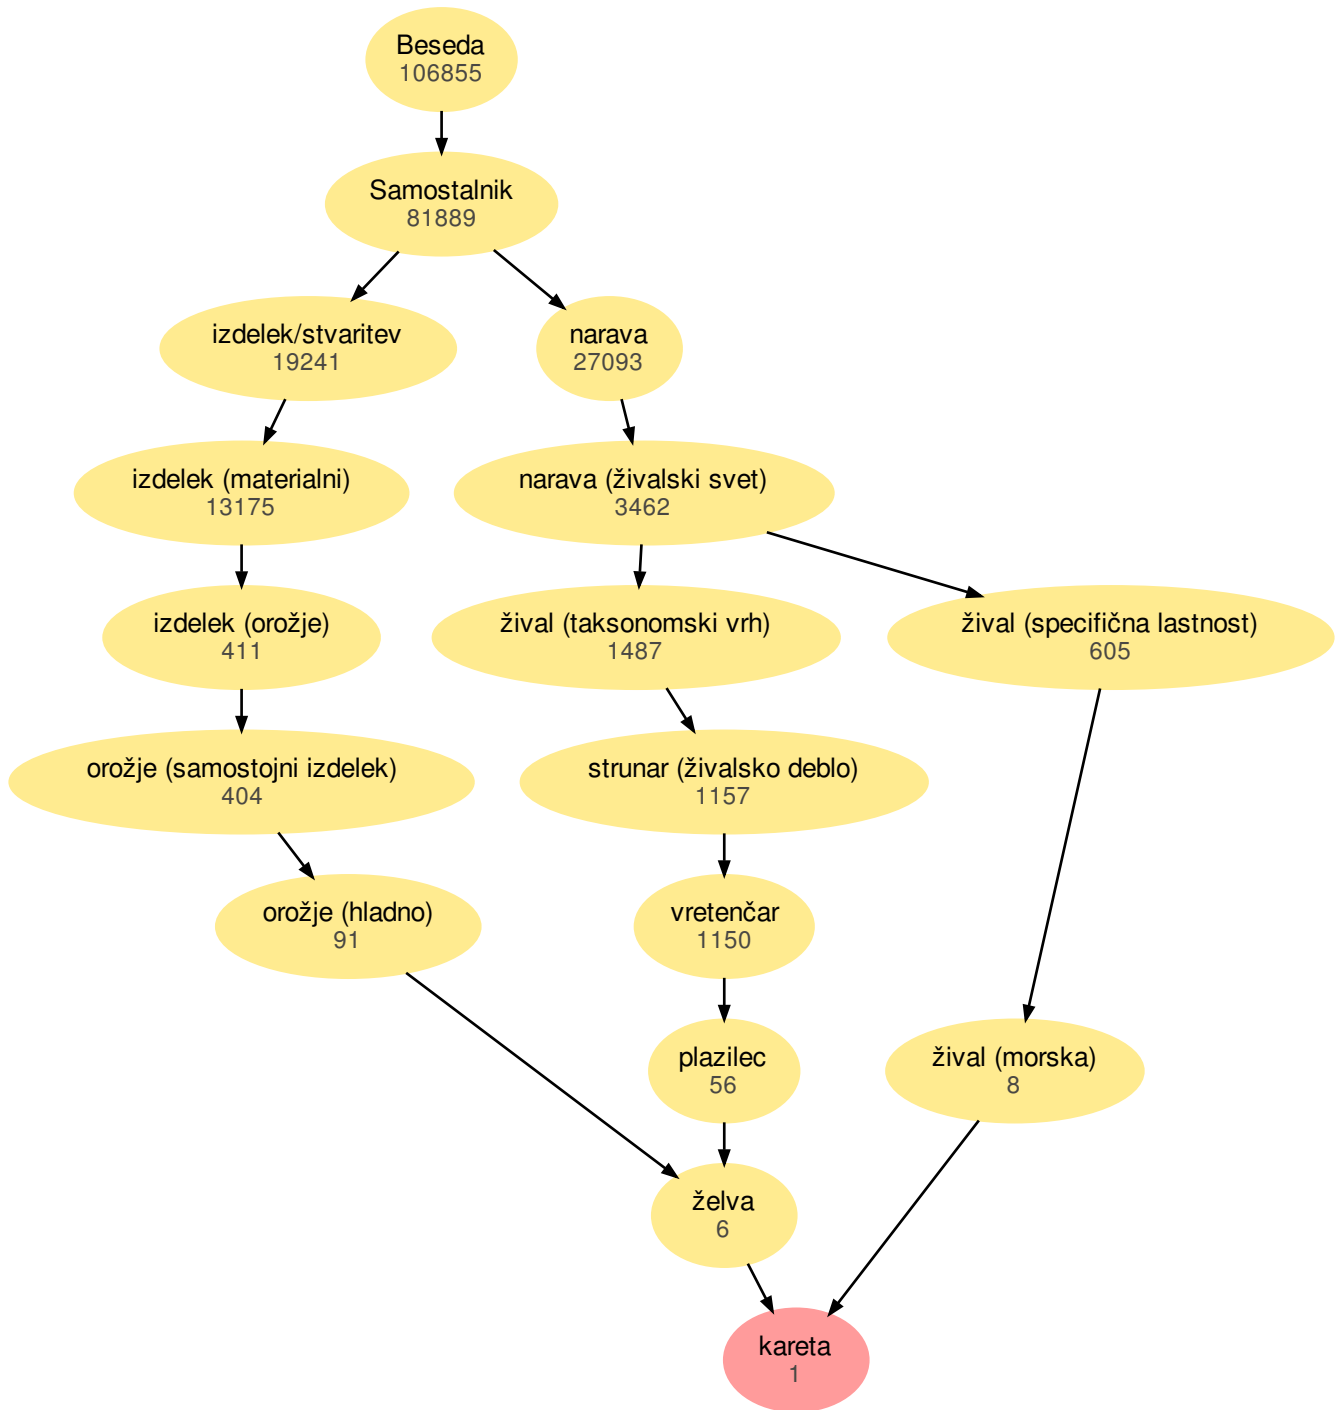 Beseda
106855
Samostalnik
81889
izdelek/stvaritev
19241
narava
27093
izdelek (materialni)
13175
narava (živalski svet)
3462
izdelek (orožje)
411
žival (taksonomski vrh)
1487
žival (specifična lastnost)
605
orožje (samostojni izdelek)
404
strunar (živalsko deblo)
1157
orožje (hladno)
91
vretenčar
1150
plazilec
56
žival (morska)
8
želva
6
kareta
1